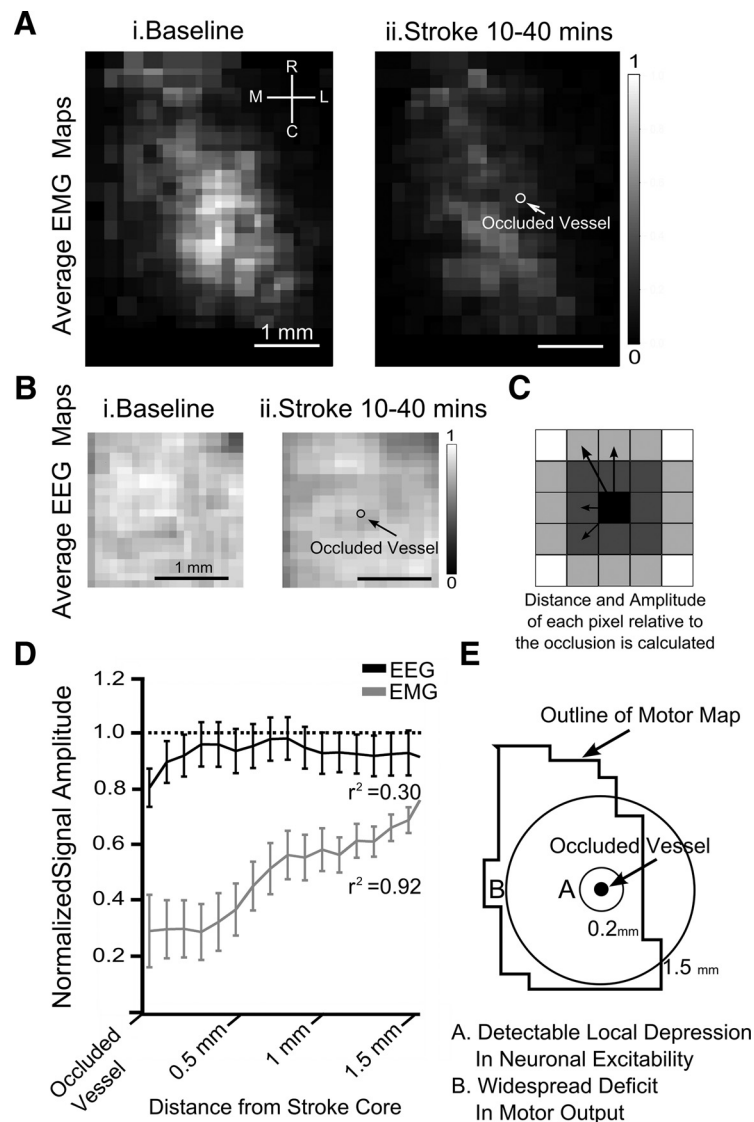 A
i.Baseline
ii.Stroke 10-40 mins
Average EMG Maps
R
M
L
C
1 mm
Occluded Vessel
1
0
B
i.Baseline
ii.Stroke 10-40 mins
Average EEG Maps
1 mm
Occluded Vessel
1
0
C
Distance and Amplitude
of each pixel relative to
the occlusion is calculated
D
NormalizedSignal Amplitude
1.2
1.0
0.8
0.6
0.4
0.2
EEG
EMG
r² =0.30
r² =0.92
Occluded
Vessel
0.5 mm
1 mm
1.5 mm
Distance from Stroke Core
E
Outline of Motor Map
Occluded Vessel
B
A
0.2mm
1.5 mm
A. Detectable Local Depression
In Neuronal Excitability
B. Widespread Deficit
In Motor Output